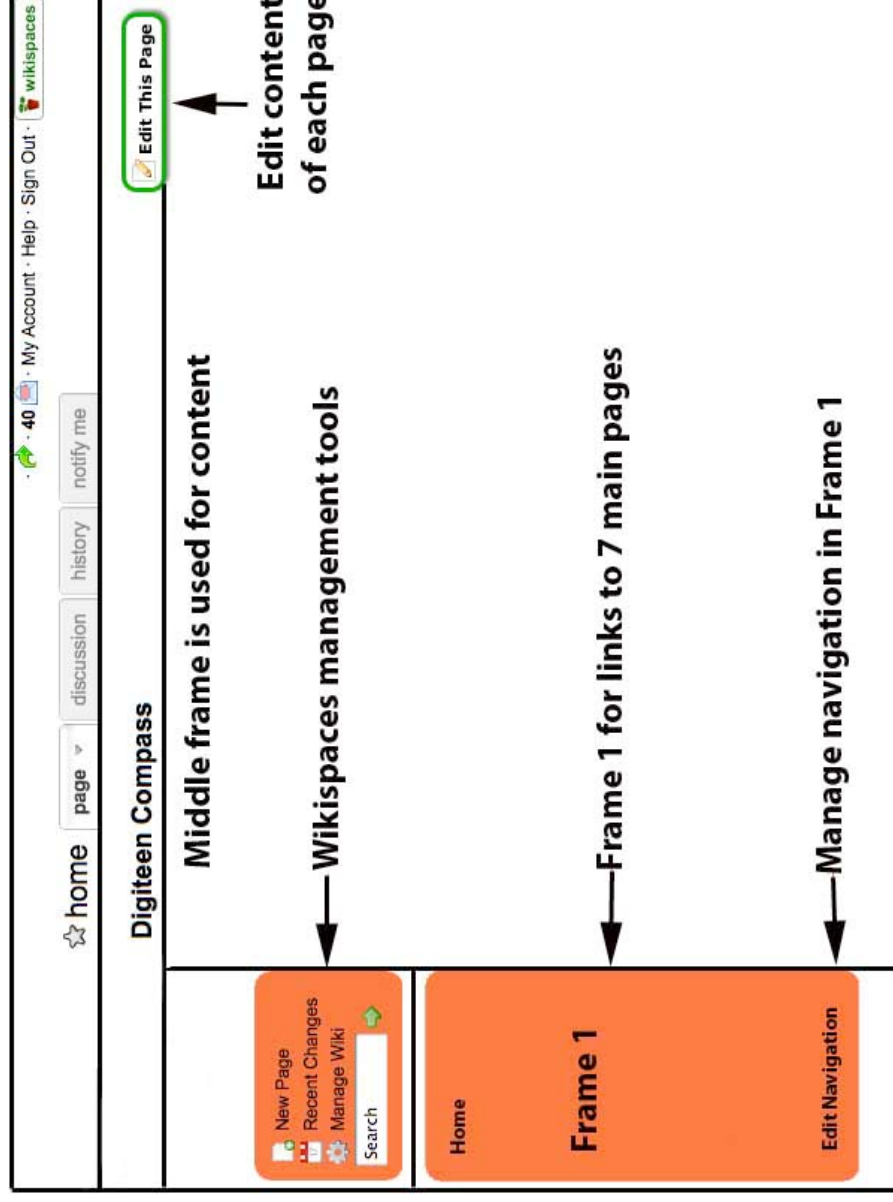 · 40 · My Account · Help · Sign Out · wikispaces
home page discussion history notify me
Digiteen Compass
Edit This Page
Middle frame is used for content
Edit content
of each page
New Page
Recent Changes
Manage Wiki
Search
Wikispaces management tools
Home
Frame 1
Frame 1 for links to 7 main pages
Edit Navigation
Manage navigation in Frame 1